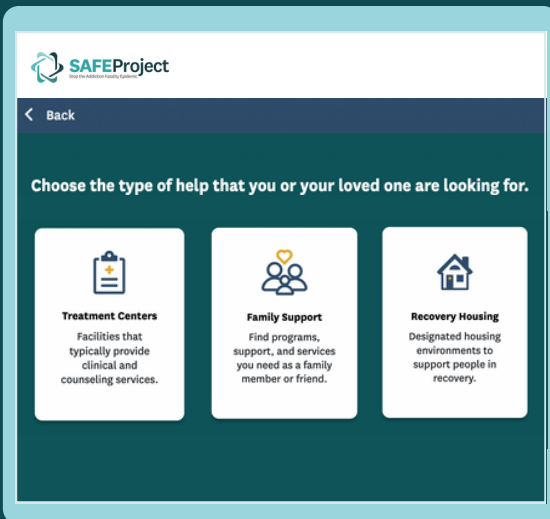 SAFEProject
Stop the Addiction Fatality Epidemic
Back
Choose the type of help that you or your loved one are looking for.
Treatment Centers
Facilities that
typically provide
clinical and
counseling services.
Family Support
Find programs,
support, and services
you need as a family
member or friend.
Recovery Housing
Designated housing
environments to
support people in
recovery.